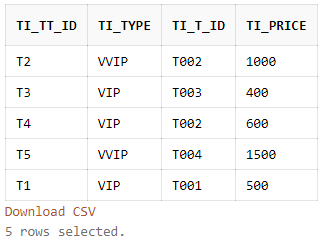 TI_TT_ID TI_TYPE TI_T_ID TI_PRICE
T2 VVIP T002 1000
T3 VIP T003 400
T4 VIP T002 600
T5 VVIP T004 1500
T1 VIP T001 500
Download CSV
5 rows selected.